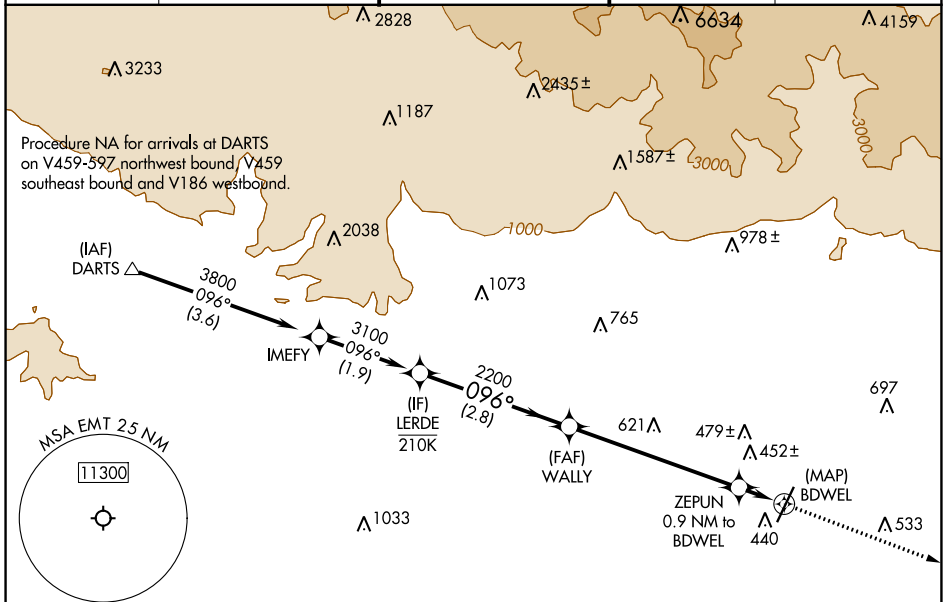 2828
6634
4159
3233
2435±
1187
Procedure NA for arrivals at DARTS
on V459-597 northwest bound, V459
southeast bound and V186 westbound.
1587±
3000
3000
2038
1000
978±
(IAF)
DARTS
3800
096°
(3.6)
1073
765
IMEFY
3100
096°
(1.9)
(IF)
LERDE
210K
2200
096°
(2.8)
697
621
479±
452±
(FAF)
WALLY
MSA EMT 25 NM
11300
(MAP)
BDWEL
ZEPUN
0.9 NM to
BDWEL
1033
440
533